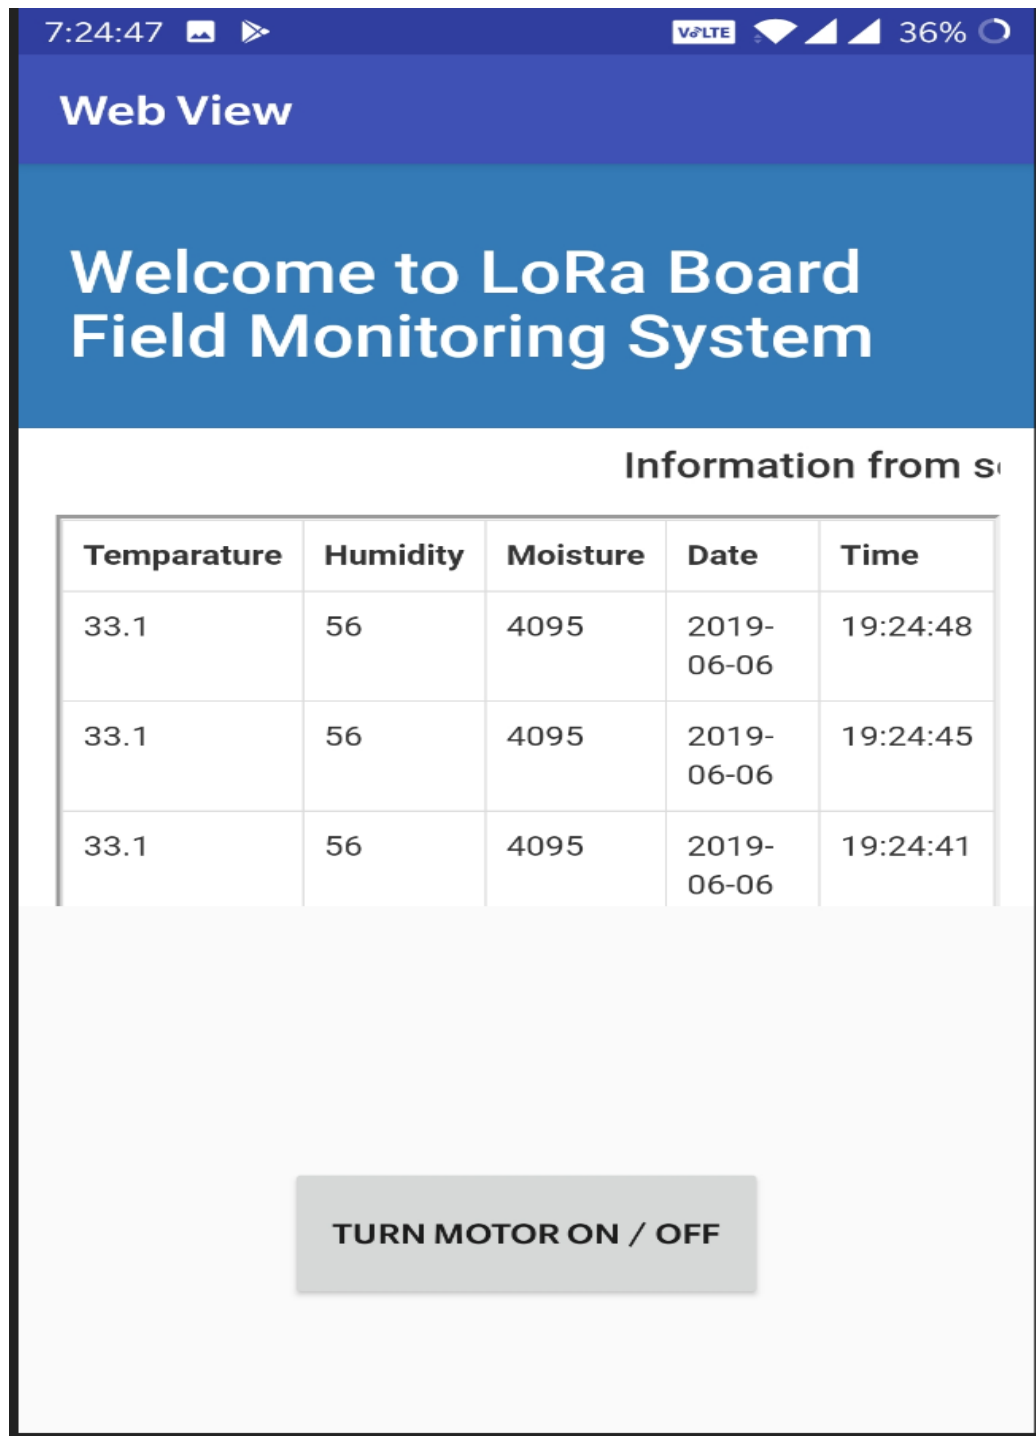 7:24:47 VoLTE 36%
Web View
Welcome to LoRa Board
Field Monitoring System
Information from s
Temparature Humidity Moisture Date Time
33.1 56 4095 2019- 19:24:48
06-06
33.1 56 4095 2019- 19:24:45
06-06
33.1 56 4095 2019- 19:24:41
06-06
TURN MOTOR ON / OFF